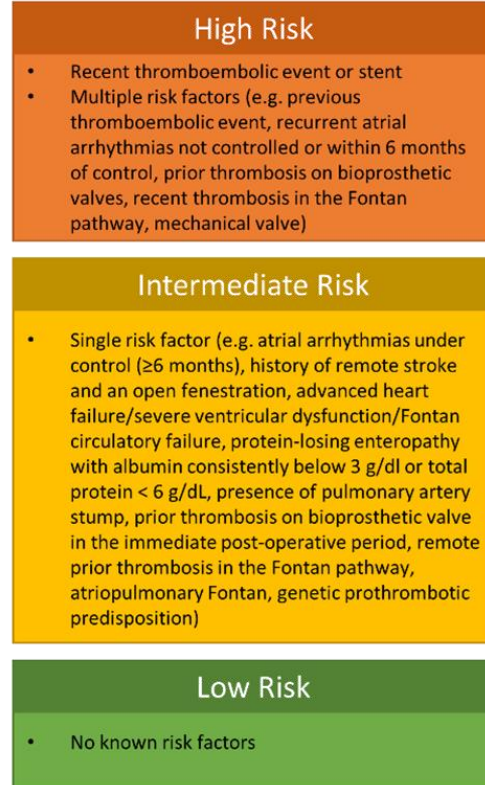 High Risk
• Recent thromboembolic event or stent
• Multiple risk factors (e.g. previous
thromboembolic event, recurrent atrial
arrhythmias not controlled or within 6 months
of control, prior thrombosis on bioprosthetic
valves, recent thrombosis in the Fontan
pathway, mechanical valve)
Intermediate Risk
• Single risk factor (e.g. atrial arrhythmias under
control (≥6 months), history of remote stroke
and an open fenestration, advanced heart
failure/severe ventricular dysfunction/Fontan
circulatory failure, protein-losing enteropathy
with albumin consistently below 3 g/dl or total
protein < 6 g/dL, presence of pulmonary artery
stump, prior thrombosis on bioprosthetic valve
in the immediate post-operative period, remote
prior thrombosis in the Fontan pathway,
atriopulmonary Fontan, genetic prothrombotic
predisposition)
Low Risk
• No known risk factors